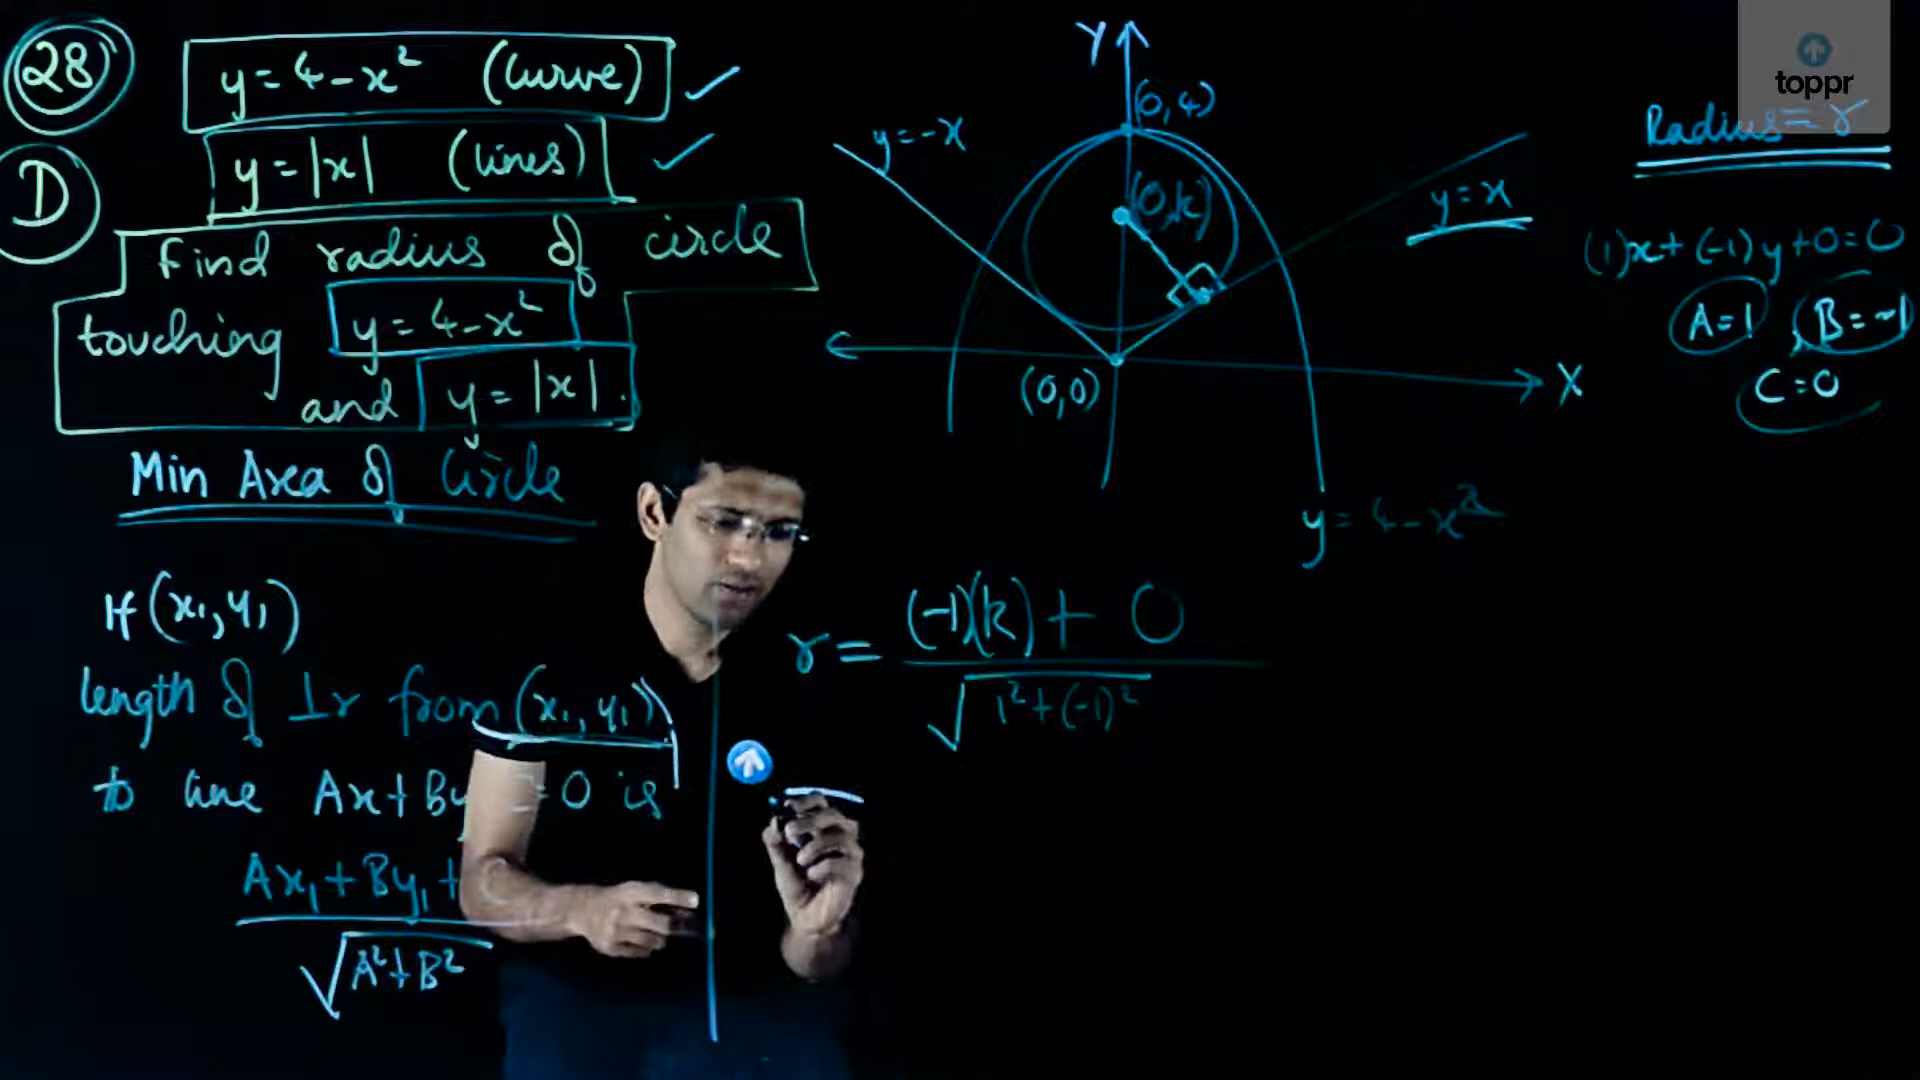 28
y = 4 - x² (curve)
y = |x| (lines)
D
Find radius of circle
touching y = 4 - x²
and y = |x|.
Min Area of Circle
If (x₁, y₁)
length of ⊥r from (x₁, y₁)
to line Ax + By = 0 is
Ax₁ + By₁ + C
√A² + B²
Y
(0, 4)
y = -x
(0, k)
y = x
(0, 0)
X
y = 4 - x²
toppr
Radius = r
(1)x + (-1)y + 0 = 0
A = 1, B = -1
C = 0
r = (-1)(k) + 0
√1² + (-1)²